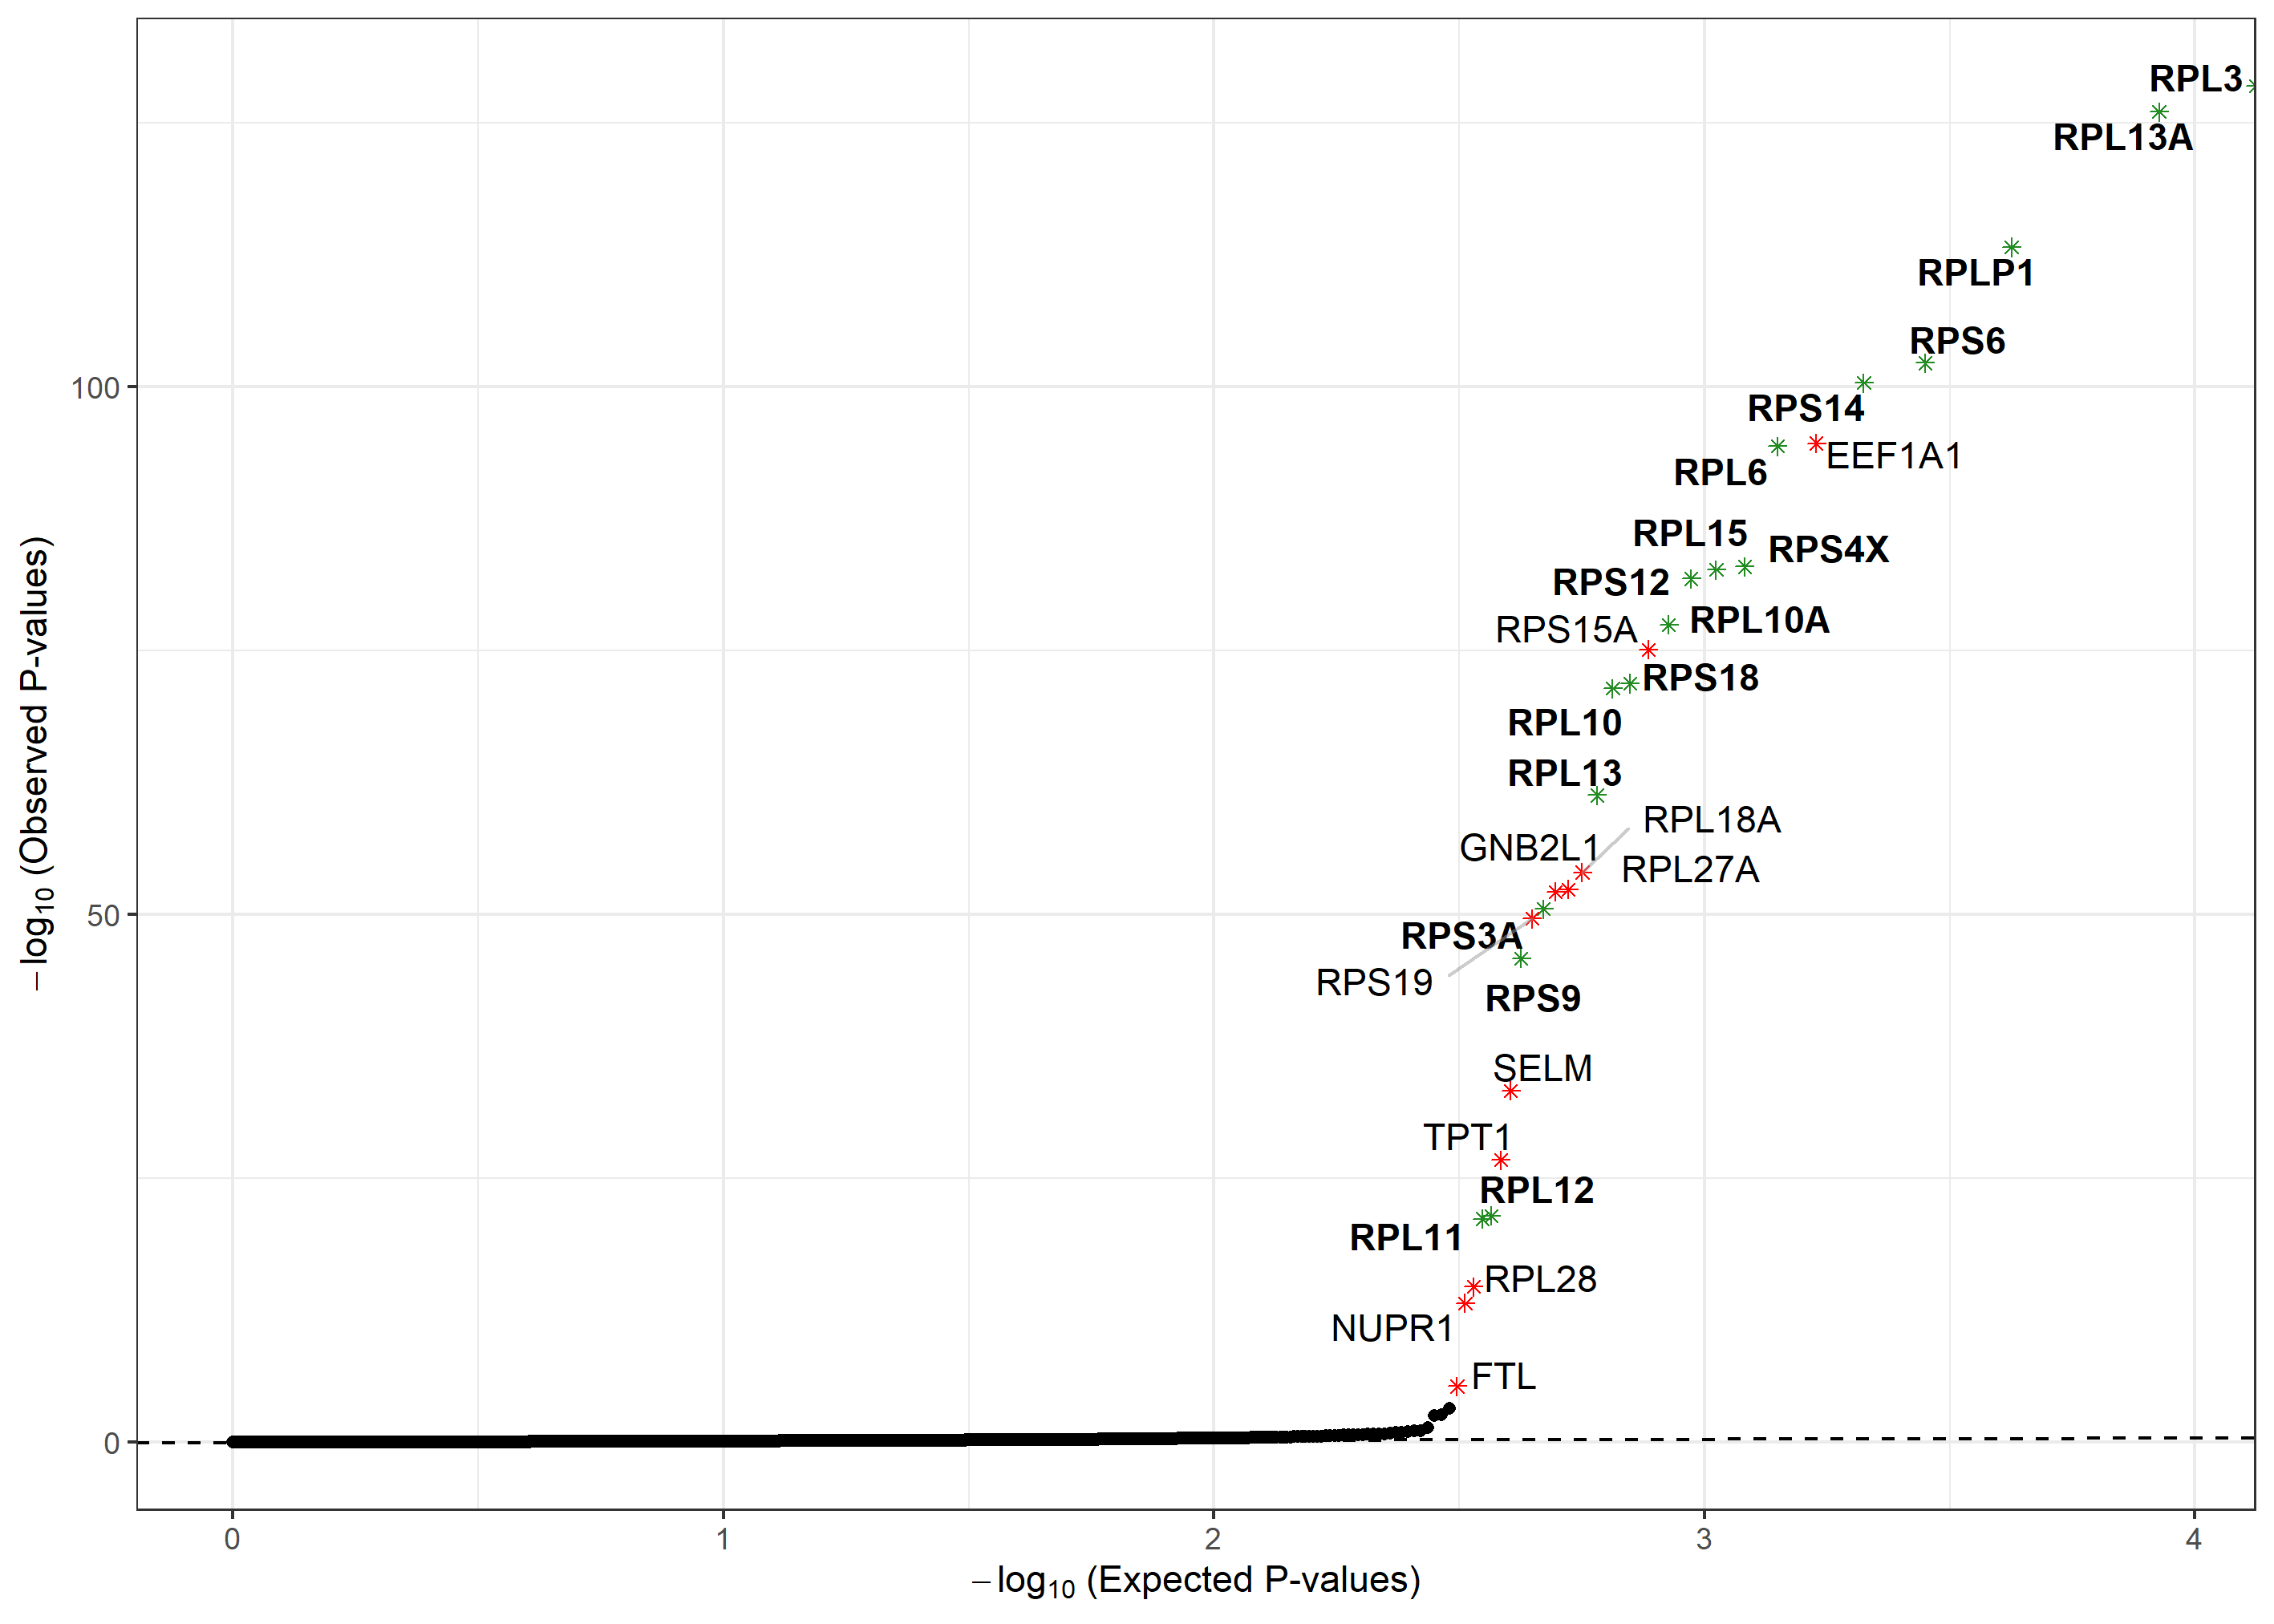 RPL3
RPL13A
RPLP1
RPS6
100
RPS14
EEF1A1
RPL6
RPL15
RPS4X
RPS12
RPL10A
RPS15A
RPS18
RPL10
RPL13
RPL18A
GNB2L1
RPL27A
50
RPS3A
RPS19
RPS9
SELM
TPT1
RPL12
RPL11
RPL28
NUPR1
FTL
0
0 1 2 3 4
−log10 (Expected P-values)
−log10 (Observed P-values)